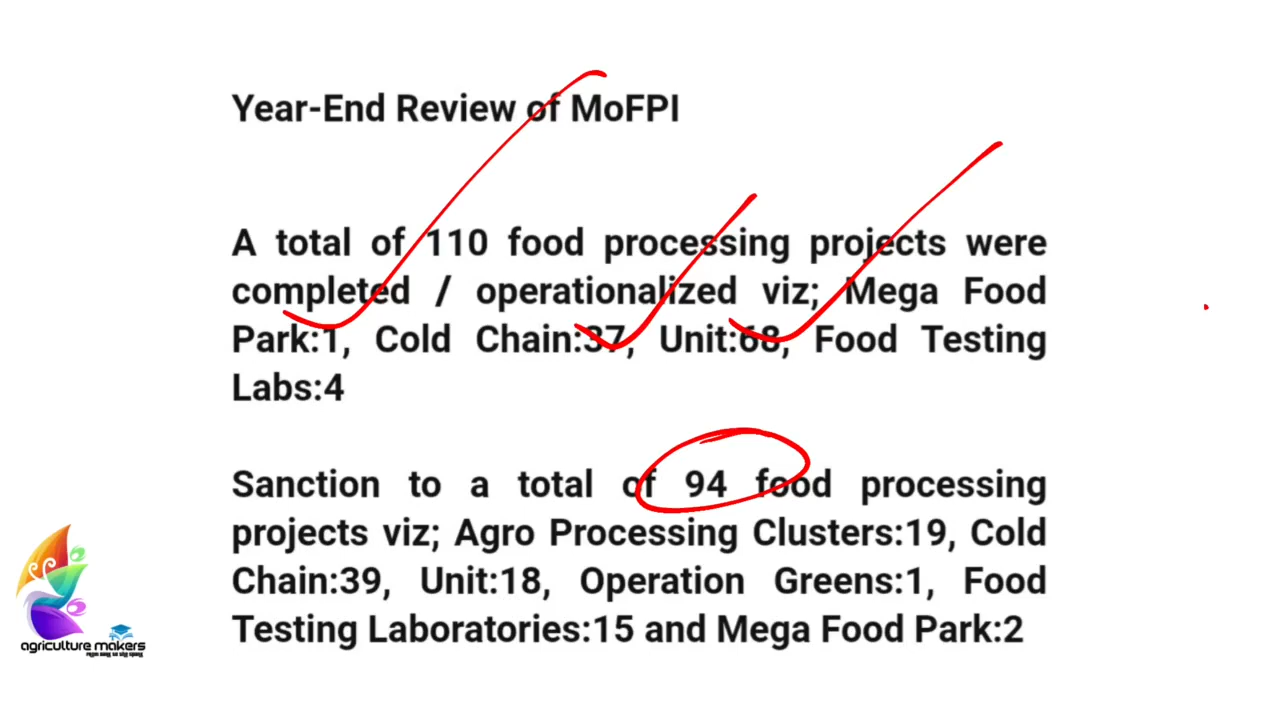 Year-End Review of MoFPI
A total of 110 food processing projects were
completed / operationalized viz; Mega Food
Park:1, Cold Chain:37, Unit:68, Food Testing
Labs:4
Sanction to a total of 94 food processing
projects viz; Agro Processing Clusters:19, Cold
Chain:39, Unit:18, Operation Greens:1, Food
Testing Laboratories:15 and Mega Food Park:2
agriculture makers